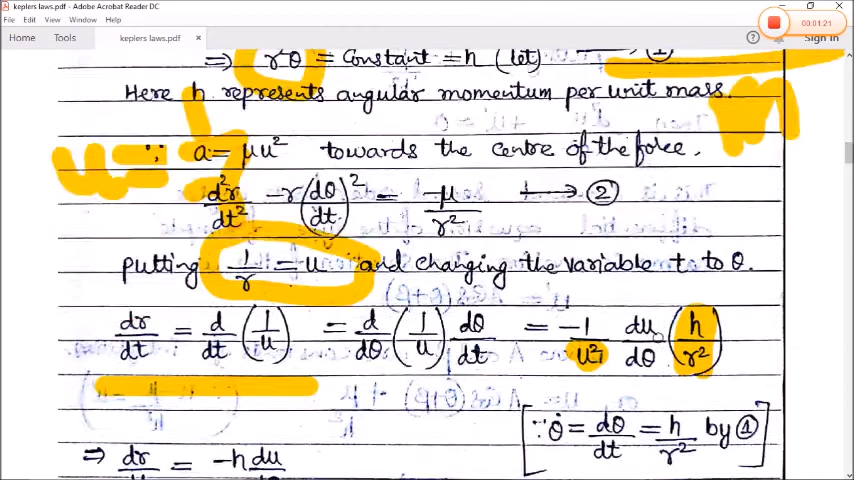 keplers laws.pdf - Adobe Acrobat Reader DC
File Edit View Window Help
00:01:21
Home Tools keplers laws.pdf × Sign In
⇒ r²θ̇ = Constant = h (let) → ①
Here h represents angular momentum per unit mass.
m
u = 1/r
∵ a = μu² towards the centre of the force.
d²r/dt² - r(dθ/dt)² = -μ/r² → ②
Putting 1/r = u and changing the variable t to θ.
dr/dt = d/dt (1/u) = d/dθ (1/u) dθ/dt = -1/u² du/dθ (h/r²)
[∵ θ̇ = dθ/dt = h/r² by ①]
⇒ dr = -h du